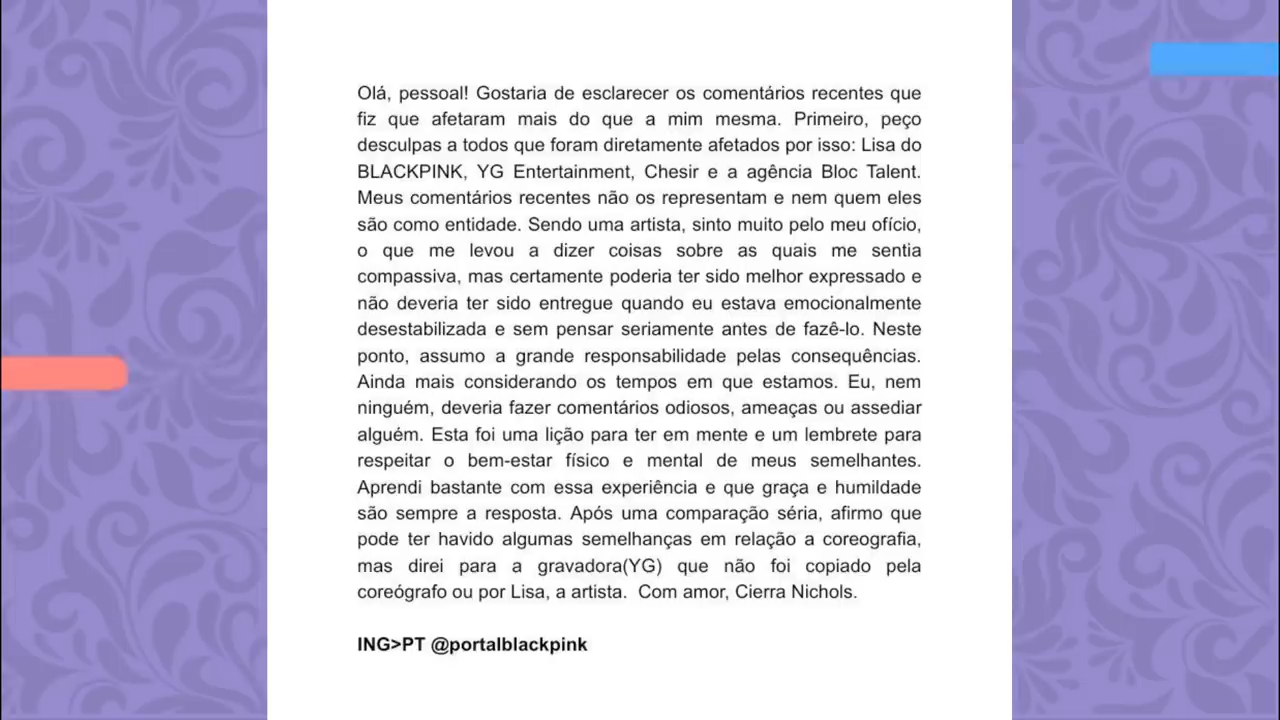 Olá, pessoal! Gostaria de esclarecer os comentários recentes que
fiz que afetaram mais do que a mim mesma. Primeiro, peço
desculpas a todos que foram diretamente afetados por isso: Lisa do
BLACKPINK, YG Entertainment, Chesir e a agência Bloc Talent.
Meus comentários recentes não os representam e nem quem eles
são como entidade. Sendo uma artista, sinto muito pelo meu ofício,
o que me levou a dizer coisas sobre as quais me sentia
compassiva, mas certamente poderia ter sido melhor expressado e
não deveria ter sido entregue quando eu estava emocionalmente
desestabilizada e sem pensar seriamente antes de fazê-lo. Neste
ponto, assumo a grande responsabilidade pelas consequências.
Ainda mais considerando os tempos em que estamos. Eu, nem
ninguém, deveria fazer comentários odiosos, ameaças ou assediar
alguém. Esta foi uma lição para ter em mente e um lembrete para
respeitar o bem-estar físico e mental de meus semelhantes.
Aprendi bastante com essa experiência e que graça e humildade
são sempre a resposta. Após uma comparação séria, afirmo que
pode ter havido algumas semelhanças em relação a coreografia,
mas direi para a gravadora(YG) que não foi copiado pela
coreógrafo ou por Lisa, a artista.  Com amor, Cierra Nichols.
ING>PT @portalblackpink